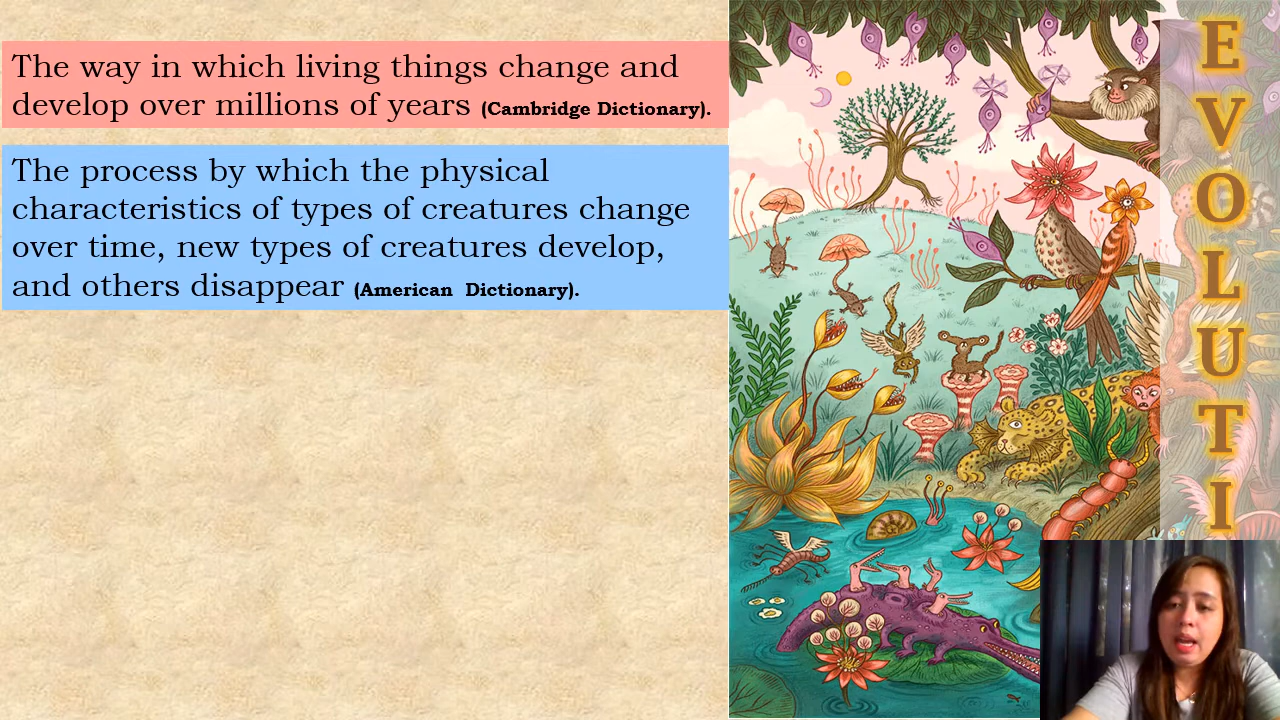 The way in which living things change and
develop over millions of years (Cambridge Dictionary).
The process by which the physical
characteristics of types of creatures change
over time, new types of creatures develop,
and others disappear (American Dictionary).
E
V
O
L
U
T
I